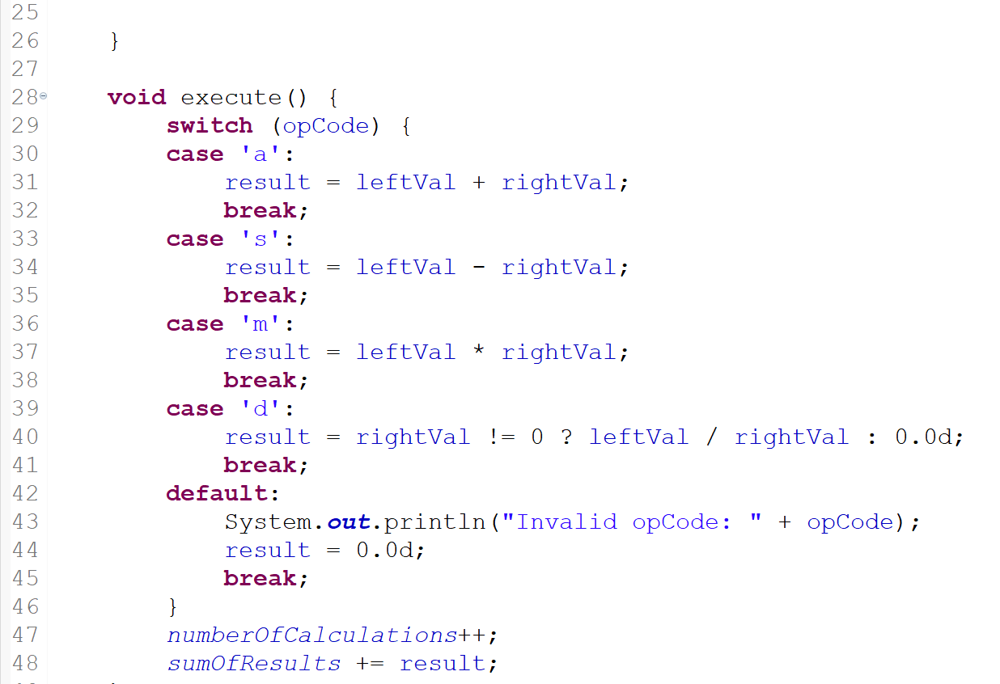 25
26 }
27
28 void execute() {
29 switch (opCode) {
30 case 'a':
31 result = leftVal + rightVal;
32 break;
33 case 's':
34 result = leftVal - rightVal;
35 break;
36 case 'm':
37 result = leftVal * rightVal;
38 break;
39 case 'd':
40 result = rightVal != 0 ? leftVal / rightVal : 0.0d;
41 break;
42 default:
43 System.out.println("Invalid opCode: " + opCode);
44 result = 0.0d;
45 break;
46 }
47 numberOfCalculations++;
48 sumOfResults += result;